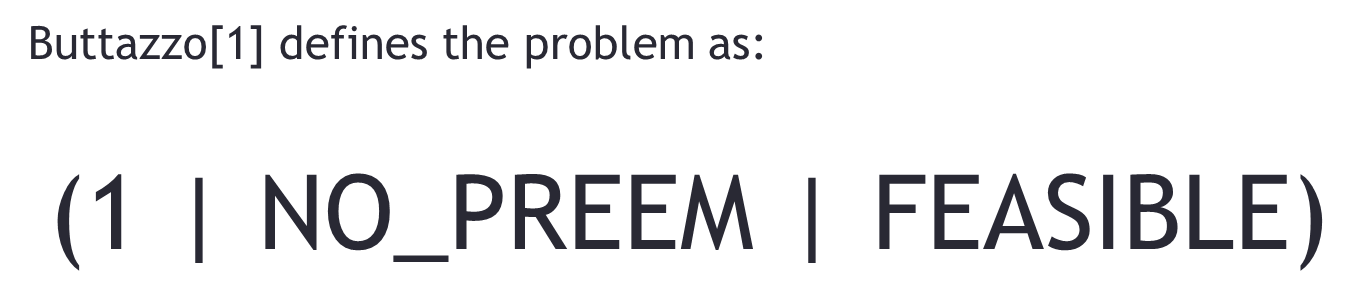 Buttazzo[1] defines the problem as:
(1 | NO_PREEM | FEASIBLE)